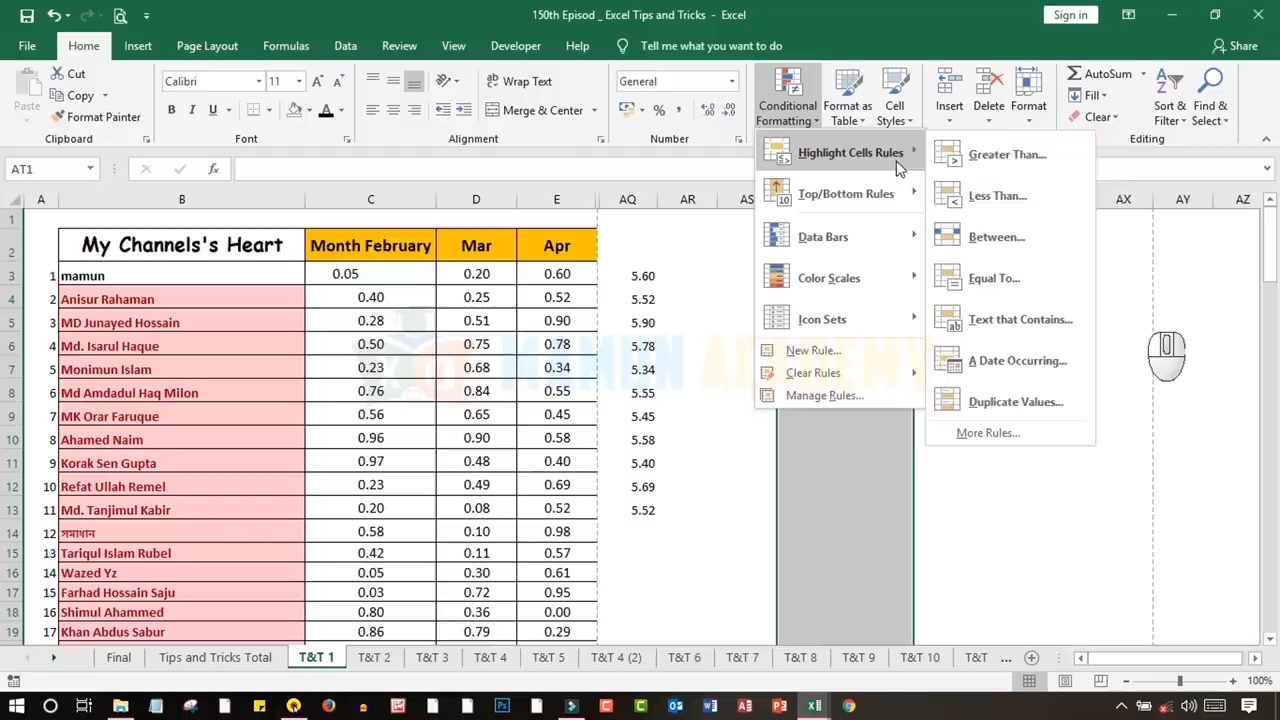 150th Episod _ Excel Tips and Tricks - Excel
Sign in
File Home Insert Page Layout Formulas Data Review View Developer Help Tell me what you want to do Share
Paste
Cut
Copy
Format Painter
Clipboard
Calibri 11
B I U
Font
Wrap Text
Merge & Center
Alignment
General
Number
Conditional Formatting
Format as Table
Cell Styles
Insert
Delete
Format
AutoSum
Fill
Clear
Sort & Filter
Find & Select
Editing
Highlight Cells Rules
Top/Bottom Rules
Data Bars
Color Scales
Icon Sets
New Rule...
Clear Rules
Manage Rules...
Greater Than...
Less Than...
Between...
Equal To...
Text that Contains...
A Date Occurring...
Duplicate Values...
More Rules...
AT1
fx
A B C D E AQ AR AS AX AY AZ
1
2 My Channels's Heart Month February Mar Apr
3 1 mamun 0.05 0.20 0.60 5.60
4 2 Anisur Rahaman 0.40 0.25 0.52 5.52
5 3 MD Junayed Hossain 0.28 0.51 0.90 5.90
6 4 Md. Isarul Haque 0.50 0.75 0.78 5.78
7 5 Monimun Islam 0.23 0.68 0.34 5.34
8 6 Md Amdadul Haq Milon 0.76 0.84 0.55 5.55
9 7 MK Orar Faruque 0.56 0.65 0.45 5.45
10 8 Ahamed Naim 0.96 0.90 0.58 5.58
11 9 Korak Sen Gupta 0.97 0.48 0.40 5.40
12 10 Refat Ullah Remel 0.23 0.49 0.69 5.69
13 11 Md. Tanjimul Kabir 0.20 0.08 0.52 5.52
14 12 সমাধান 0.58 0.10 0.98
15 13 Tariqul Islam Rubel 0.42 0.11 0.57
16 14 Wazed Yz 0.05 0.30 0.61
17 15 Farhad Hossain Saju 0.03 0.72 0.95
18 16 Shimul Ahammed 0.80 0.36 0.00
19 17 Khan Abdus Sabur 0.86 0.79 0.29
MAMUN ACADEMY
Final Tips and Tricks Total T&T 1 T&T 2 T&T 3 T&T 4 T&T 5 T&T 4 (2) T&T 6 T&T 7 T&T 8 T&T 9 T&T 10 T&T ...
100%